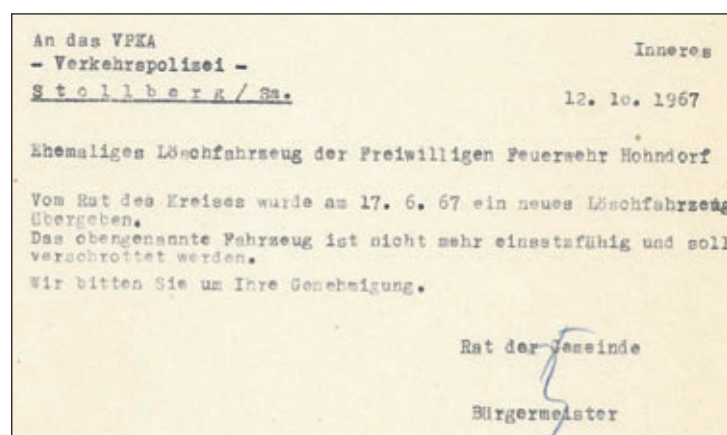 An das VPKA
Inneres
- Verkehrspolizei -
Stollberg/Sa.
12. 10. 1967
Ehemaliges Löschfahrzeug der Freiwilligen Feuerwehr Hohndorf
Vom Rat des Kreises wurde am 17. 6. 67 ein neues Löschfahrzeug
übergeben.
Das obengenannte Fahrzeug ist nicht mehr einsatzfähig und soll
verschrottet werden.
Wir bitten Sie um Ihre Genehmigung.
Rat der Gemeinde
Bürgermeister